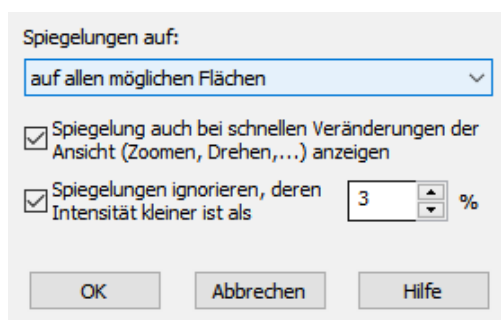 Spiegelungen auf:
auf allen möglichen Flächen
Spiegelung auch bei schnellen Veränderungen der
Ansicht (Zoomen, Drehen,...) anzeigen
Spiegelungen ignorieren, deren
Intensität kleiner ist als 3 %
OK Abbrechen Hilfe